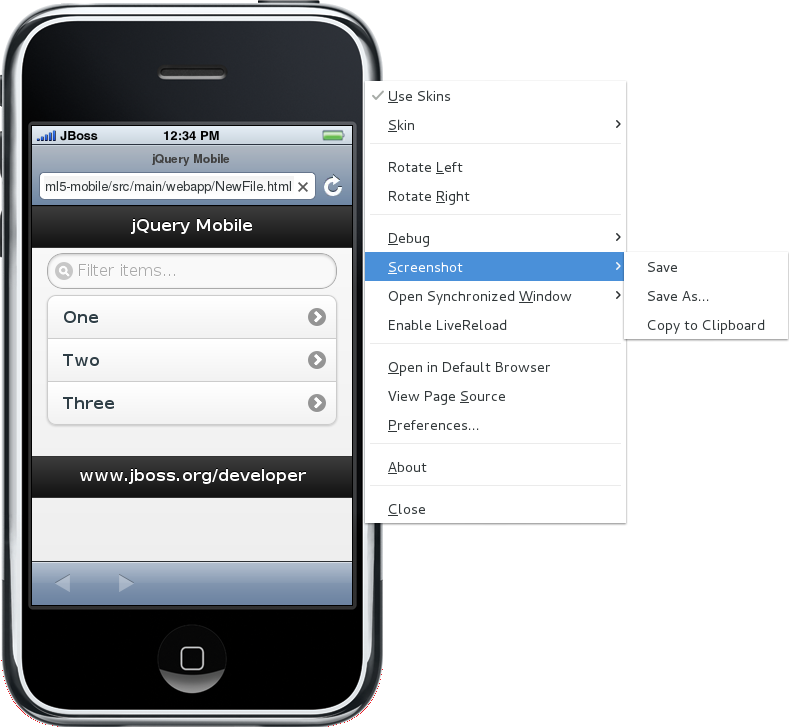 JBoss 12:34 PM
jQuery Mobile
ml5-mobile/src/main/webapp/NewFile.html
jQuery Mobile
Filter items...
One
Two
Three
www.jboss.org/developer
Use Skins
Skin
Rotate Left
Rotate Right
Debug
Screenshot
Open Synchronized Window
Enable LiveReload
Open in Default Browser
View Page Source
Preferences...
About
Close
Save
Save As...
Copy to Clipboard